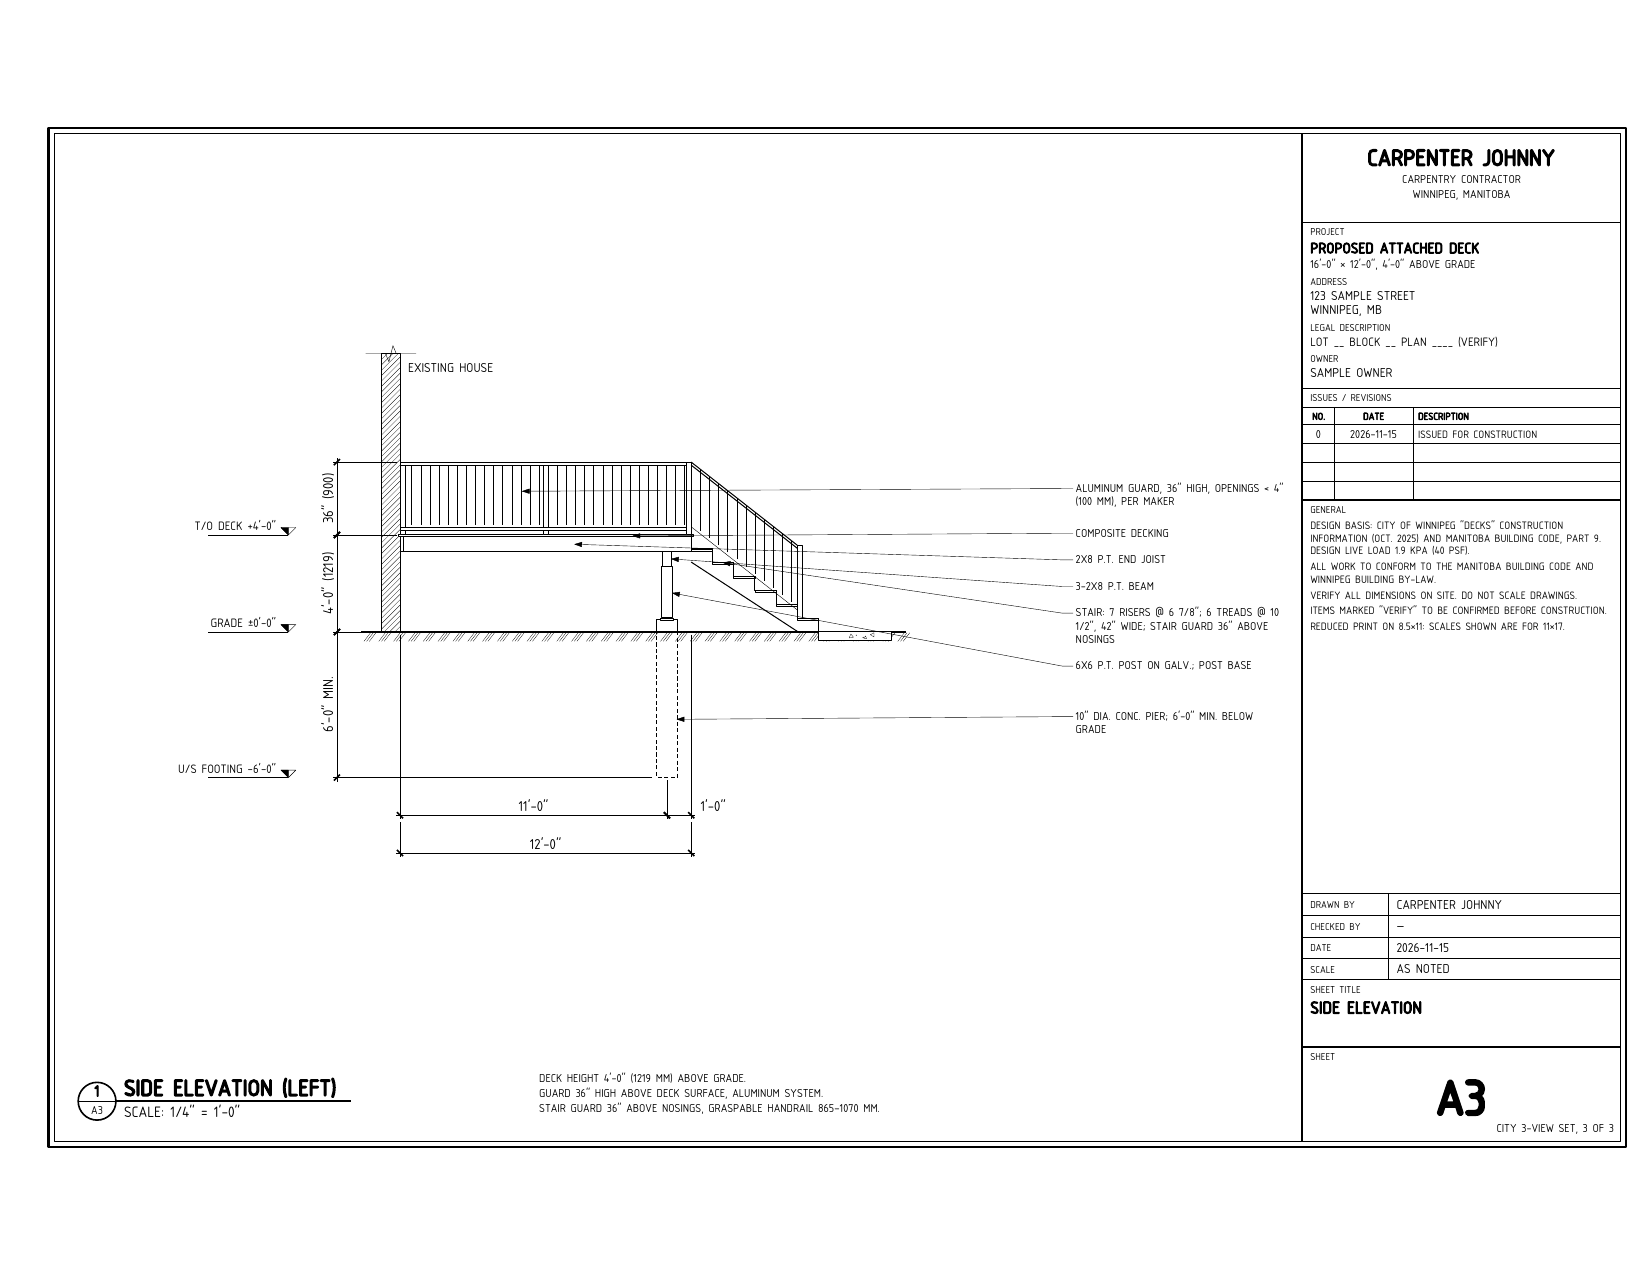 CARPENTER JOHNNY
CARPENTRY CONTRACTOR
WINNIPEG, MANITOBA
PROJECT
PROPOSED ATTACHED DECK
16'-0" × 12'-0", 4'-0" ABOVE GRADE
ADDRESS
123 SAMPLE STREET
WINNIPEG, MB
LEGAL DESCRIPTION
LOT __ BLOCK __ PLAN ____ (VERIFY)
OWNER
SAMPLE OWNER
ISSUES / REVISIONS
NO. DATE DESCRIPTION
0 2026-11-15 ISSUED FOR CONSTRUCTION
GENERAL
DESIGN BASIS: CITY OF WINNIPEG "DECKS" CONSTRUCTION
INFORMATION (OCT. 2025) AND MANITOBA BUILDING CODE, PART 9.
DESIGN LIVE LOAD 1.9 KPA (40 PSF).
ALL WORK TO CONFORM TO THE MANITOBA BUILDING CODE AND
WINNIPEG BUILDING BY-LAW.
VERIFY ALL DIMENSIONS ON SITE. DO NOT SCALE DRAWINGS.
ITEMS MARKED "VERIFY" TO BE CONFIRMED BEFORE CONSTRUCTION.
REDUCED PRINT ON 8.5×11: SCALES SHOWN ARE FOR 11×17.
EXISTING HOUSE
36" (900)
T/O DECK +4'-0"
4'-0" (1219)
GRADE ±0'-0"
6'-0" MIN.
U/S FOOTING -6'-0"
11'-0"
1'-0"
12'-0"
ALUMINUM GUARD, 36" HIGH, OPENINGS < 4"
(100 MM), PER MAKER
COMPOSITE DECKING
2X8 P.T. END JOIST
3-2X8 P.T. BEAM
STAIR: 7 RISERS @ 6 7/8"; 6 TREADS @ 10
1/2", 42" WIDE; STAIR GUARD 36" ABOVE
NOSINGS
6X6 P.T. POST ON GALV.; POST BASE
10" DIA. CONC. PIER; 6'-0" MIN. BELOW
GRADE
1
A3
SIDE ELEVATION (LEFT)
SCALE: 1/4" = 1'-0"
DECK HEIGHT 4'-0" (1219 MM) ABOVE GRADE.
GUARD 36" HIGH ABOVE DECK SURFACE, ALUMINUM SYSTEM.
STAIR GUARD 36" ABOVE NOSINGS, GRASPABLE HANDRAIL 865-1070 MM.
DRAWN BY CARPENTER JOHNNY
CHECKED BY —
DATE 2026-11-15
SCALE AS NOTED
SHEET TITLE
SIDE ELEVATION
SHEET
A3
CITY 3-VIEW SET, 3 OF 3